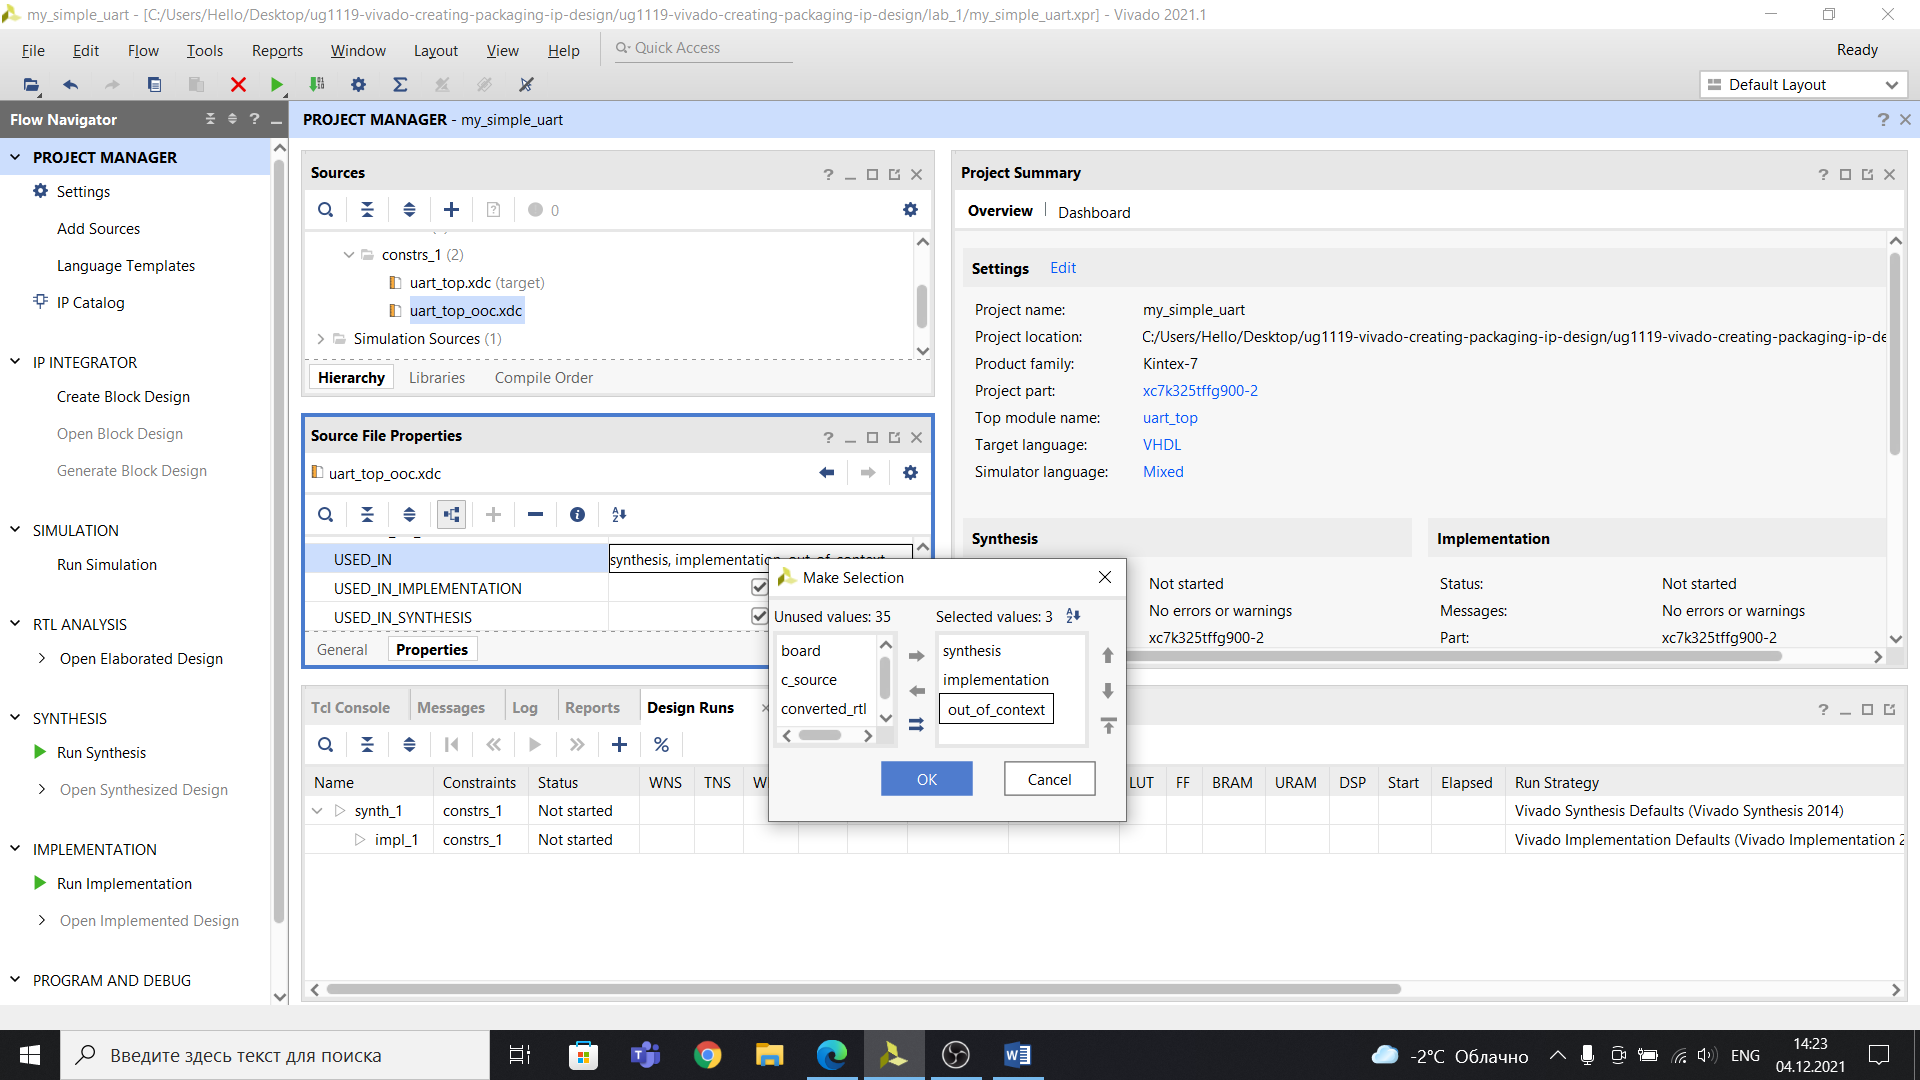 my_simple_uart - [C:/Users/Hello/Desktop/ug1119-vivado-creating-packaging-ip-design/ug1119-vivado-creating-packaging-ip-design/lab_1/my_simple_uart.xpr] - Vivado 2021.1
File Edit Flow Tools Reports Window Layout View Help Quick Access Ready
Default Layout
Flow Navigator ? PROJECT MANAGER - my_simple_uart ?
PROJECT MANAGER
Settings
Add Sources
Language Templates
IP Catalog
IP INTEGRATOR
Create Block Design
Open Block Design
Generate Block Design
SIMULATION
Run Simulation
RTL ANALYSIS
Open Elaborated Design
SYNTHESIS
Run Synthesis
Open Synthesized Design
IMPLEMENTATION
Run Implementation
Open Implemented Design
PROGRAM AND DEBUG
Sources ?
0
constrs_1 (2)
uart_top.xdc (target)
uart_top_ooc.xdc
Simulation Sources (1)
Hierarchy Libraries Compile Order
Source File Properties ?
uart_top_ooc.xdc
USED_IN synthesis, implementation, out_of_context
USED_IN_IMPLEMENTATION
USED_IN_SYNTHESIS
General Properties
Project Summary ?
Overview Dashboard
Settings Edit
Project name: my_simple_uart
Project location: C:/Users/Hello/Desktop/ug1119-vivado-creating-packaging-ip-design/ug1119-vivado-creating-packaging-ip-de
Product family: Kintex-7
Project part: xc7k325tffg900-2
Top module name: uart_top
Target language: VHDL
Simulator language: Mixed
Synthesis Implementation
Not started Status: Not started
No errors or warnings Messages: No errors or warnings
xc7k325tffg900-2 Part: xc7k325tffg900-2
Make Selection
Unused values: 35 Selected values: 3
board synthesis
c_source implementation
converted_rtl out_of_context
OK Cancel
Tcl Console Messages Log Reports Design Runs ?
Name Constraints Status WNS TNS W LUT FF BRAM URAM DSP Start Elapsed Run Strategy
synth_1 constrs_1 Not started Vivado Synthesis Defaults (Vivado Synthesis 2014)
impl_1 constrs_1 Not started Vivado Implementation Defaults (Vivado Implementation 2
Введите здесь текст для поиска
-2°C Облачно ENG 14:23
04.12.2021